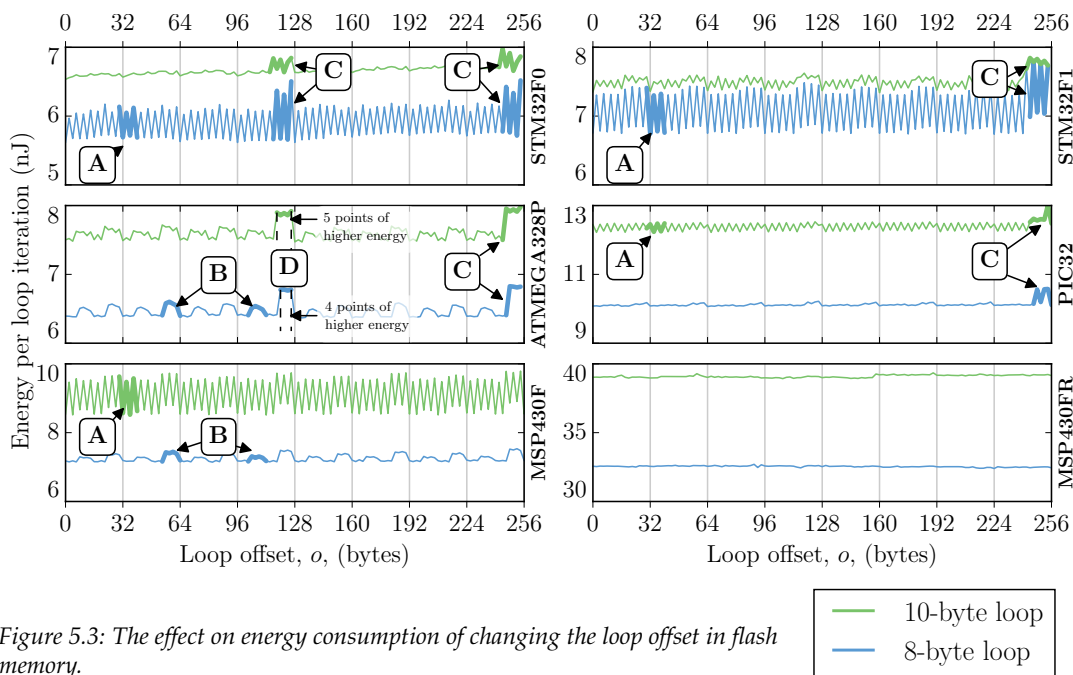 0 32 64 96 128 160 192 224 256
0 32 64 96 128 160 192 224 256
Energy per loop iteration (nJ)
7
6
5
A
C
C
STM32F0
8
7
6
A
C
STM32F1
8
7
6
B
D
C
5 points of
higher energy
4 points of
higher energy
ATMEGA328P
13
11
9
A
C
PIC32
10
8
6
A
B
MSP430F
40
35
30
MSP430FR
0 32 64 96 128 160 192 224 256
0 32 64 96 128 160 192 224 256
Loop offset, o, (bytes)
Loop offset, o, (bytes)
10-byte loop
8-byte loop
Figure 5.3: The effect on energy consumption of changing the loop offset in flash
memory.